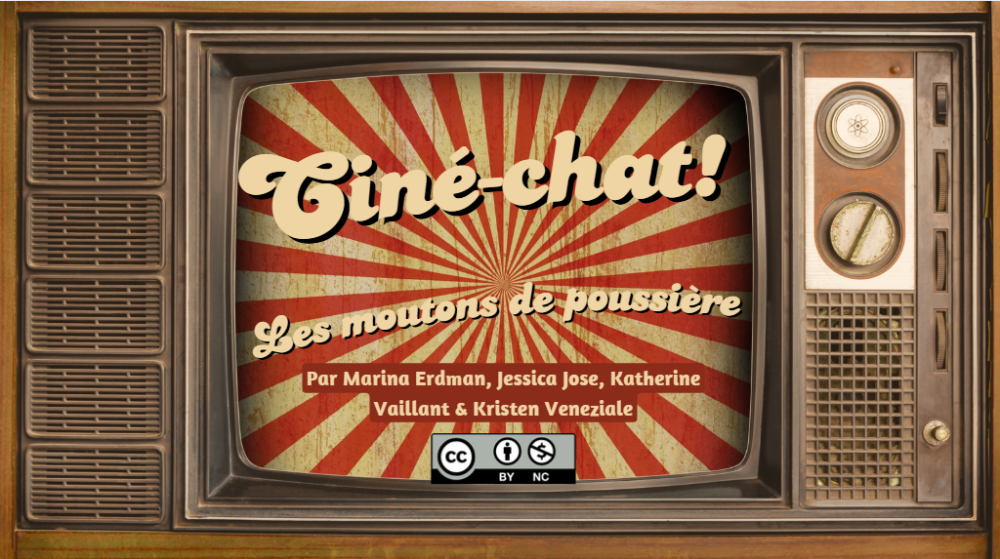 Ciné-chat!
Les moutons de poussière
Par Marina Erdman, Jessica Jose, Katherine
Vaillant & Kristen Veneziale
CC
BY NC